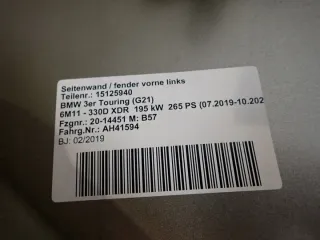 Seitenwand / fender vorne links
Teilenr.: 15125940
BMW 3er Touring (G21)
6M11 - 330D XDR 195 kW 265 PS (07.2019-10.202
Fzgnr.: 20-14451 M: B57
Fahrg.Nr.: AH41594
BJ: 02/2019